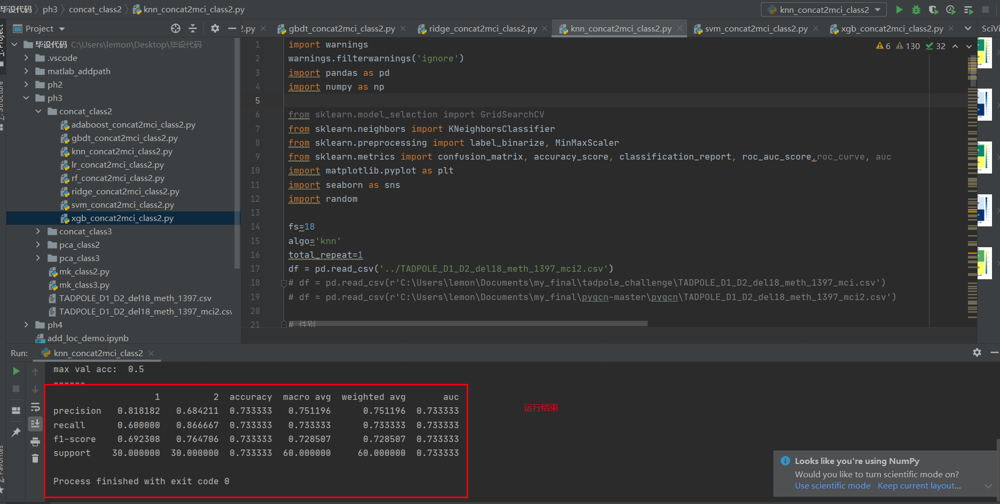 毕设代码 ph3 concat_class2 knn_concat2mci_class2.py
knn_concat2mci_class2
Project
2.py gbdt_concat2mci_class2.py ridge_concat2mci_class2.py knn_concat2mci_class2.py svm_concat2mci_class2.py xgb_concat2mci_class2.py
毕设代码 C:\Users\lemon\Desktop\毕设代码
.vscode
matlab_addpath
ph2
ph3
concat_class2
adaboost_concat2mci_class2.py
gbdt_concat2mci_class2.py
knn_concat2mci_class2.py
lr_concat2mci_class2.py
rf_concat2mci_class2.py
ridge_concat2mci_class2.py
svm_concat2mci_class2.py
xgb_concat2mci_class2.py
concat_class3
pca_class2
pca_class3
mk_class2.py
mk_class3.py
TADPOLE_D1_D2_del18_meth_1397.csv
TADPOLE_D1_D2_del18_meth_1397_mci2.csv
ph4
add_loc_demo.ipynb
6 130 32
1 import warnings
2 warnings.filterwarnings('ignore')
3 import pandas as pd
4 import numpy as np
5
6 from sklearn.model_selection import GridSearchCV
7 from sklearn.neighbors import KNeighborsClassifier
8 from sklearn.preprocessing import label_binarize, MinMaxScaler
9 from sklearn.metrics import confusion_matrix, accuracy_score, classification_report, roc_auc_score,roc_curve, auc
10 import matplotlib.pyplot as plt
11 import seaborn as sns
12 import random
13
14 fs=18
15 algo='knn'
16 total_repeat=1
17 df = pd.read_csv('../TADPOLE_D1_D2_del18_meth_1397_mci2.csv')
18 # df = pd.read_csv(r'C:\Users\lemon\Documents\my_final\tadpole_challenge\TADPOLE_D1_D2_del18_meth_1397_mci.csv')
19 # df = pd.read_csv(r'C:\Users\lemon\Documents\my_final\pygcn-master\pygcn\TADPOLE_D1_D2_del18_meth_1397_mci2.csv')
20
21 # 性别
Run: knn_concat2mci_class2
max val acc: 0.5
------
1 2 accuracy macro avg weighted avg auc
precision 0.818182 0.684211 0.733333 0.751196 0.751196 0.733333
recall 0.600000 0.866667 0.733333 0.733333 0.733333 0.733333
f1-score 0.692308 0.764706 0.733333 0.728507 0.728507 0.733333
support 30.000000 30.000000 0.733333 60.000000 60.000000 0.733333
Process finished with exit code 0
运行结束
Looks like you're using NumPy
Would you like to turn scientific mode on?
Use scientific mode Keep current layout...
1: Project
7: Structure
2: Favorites